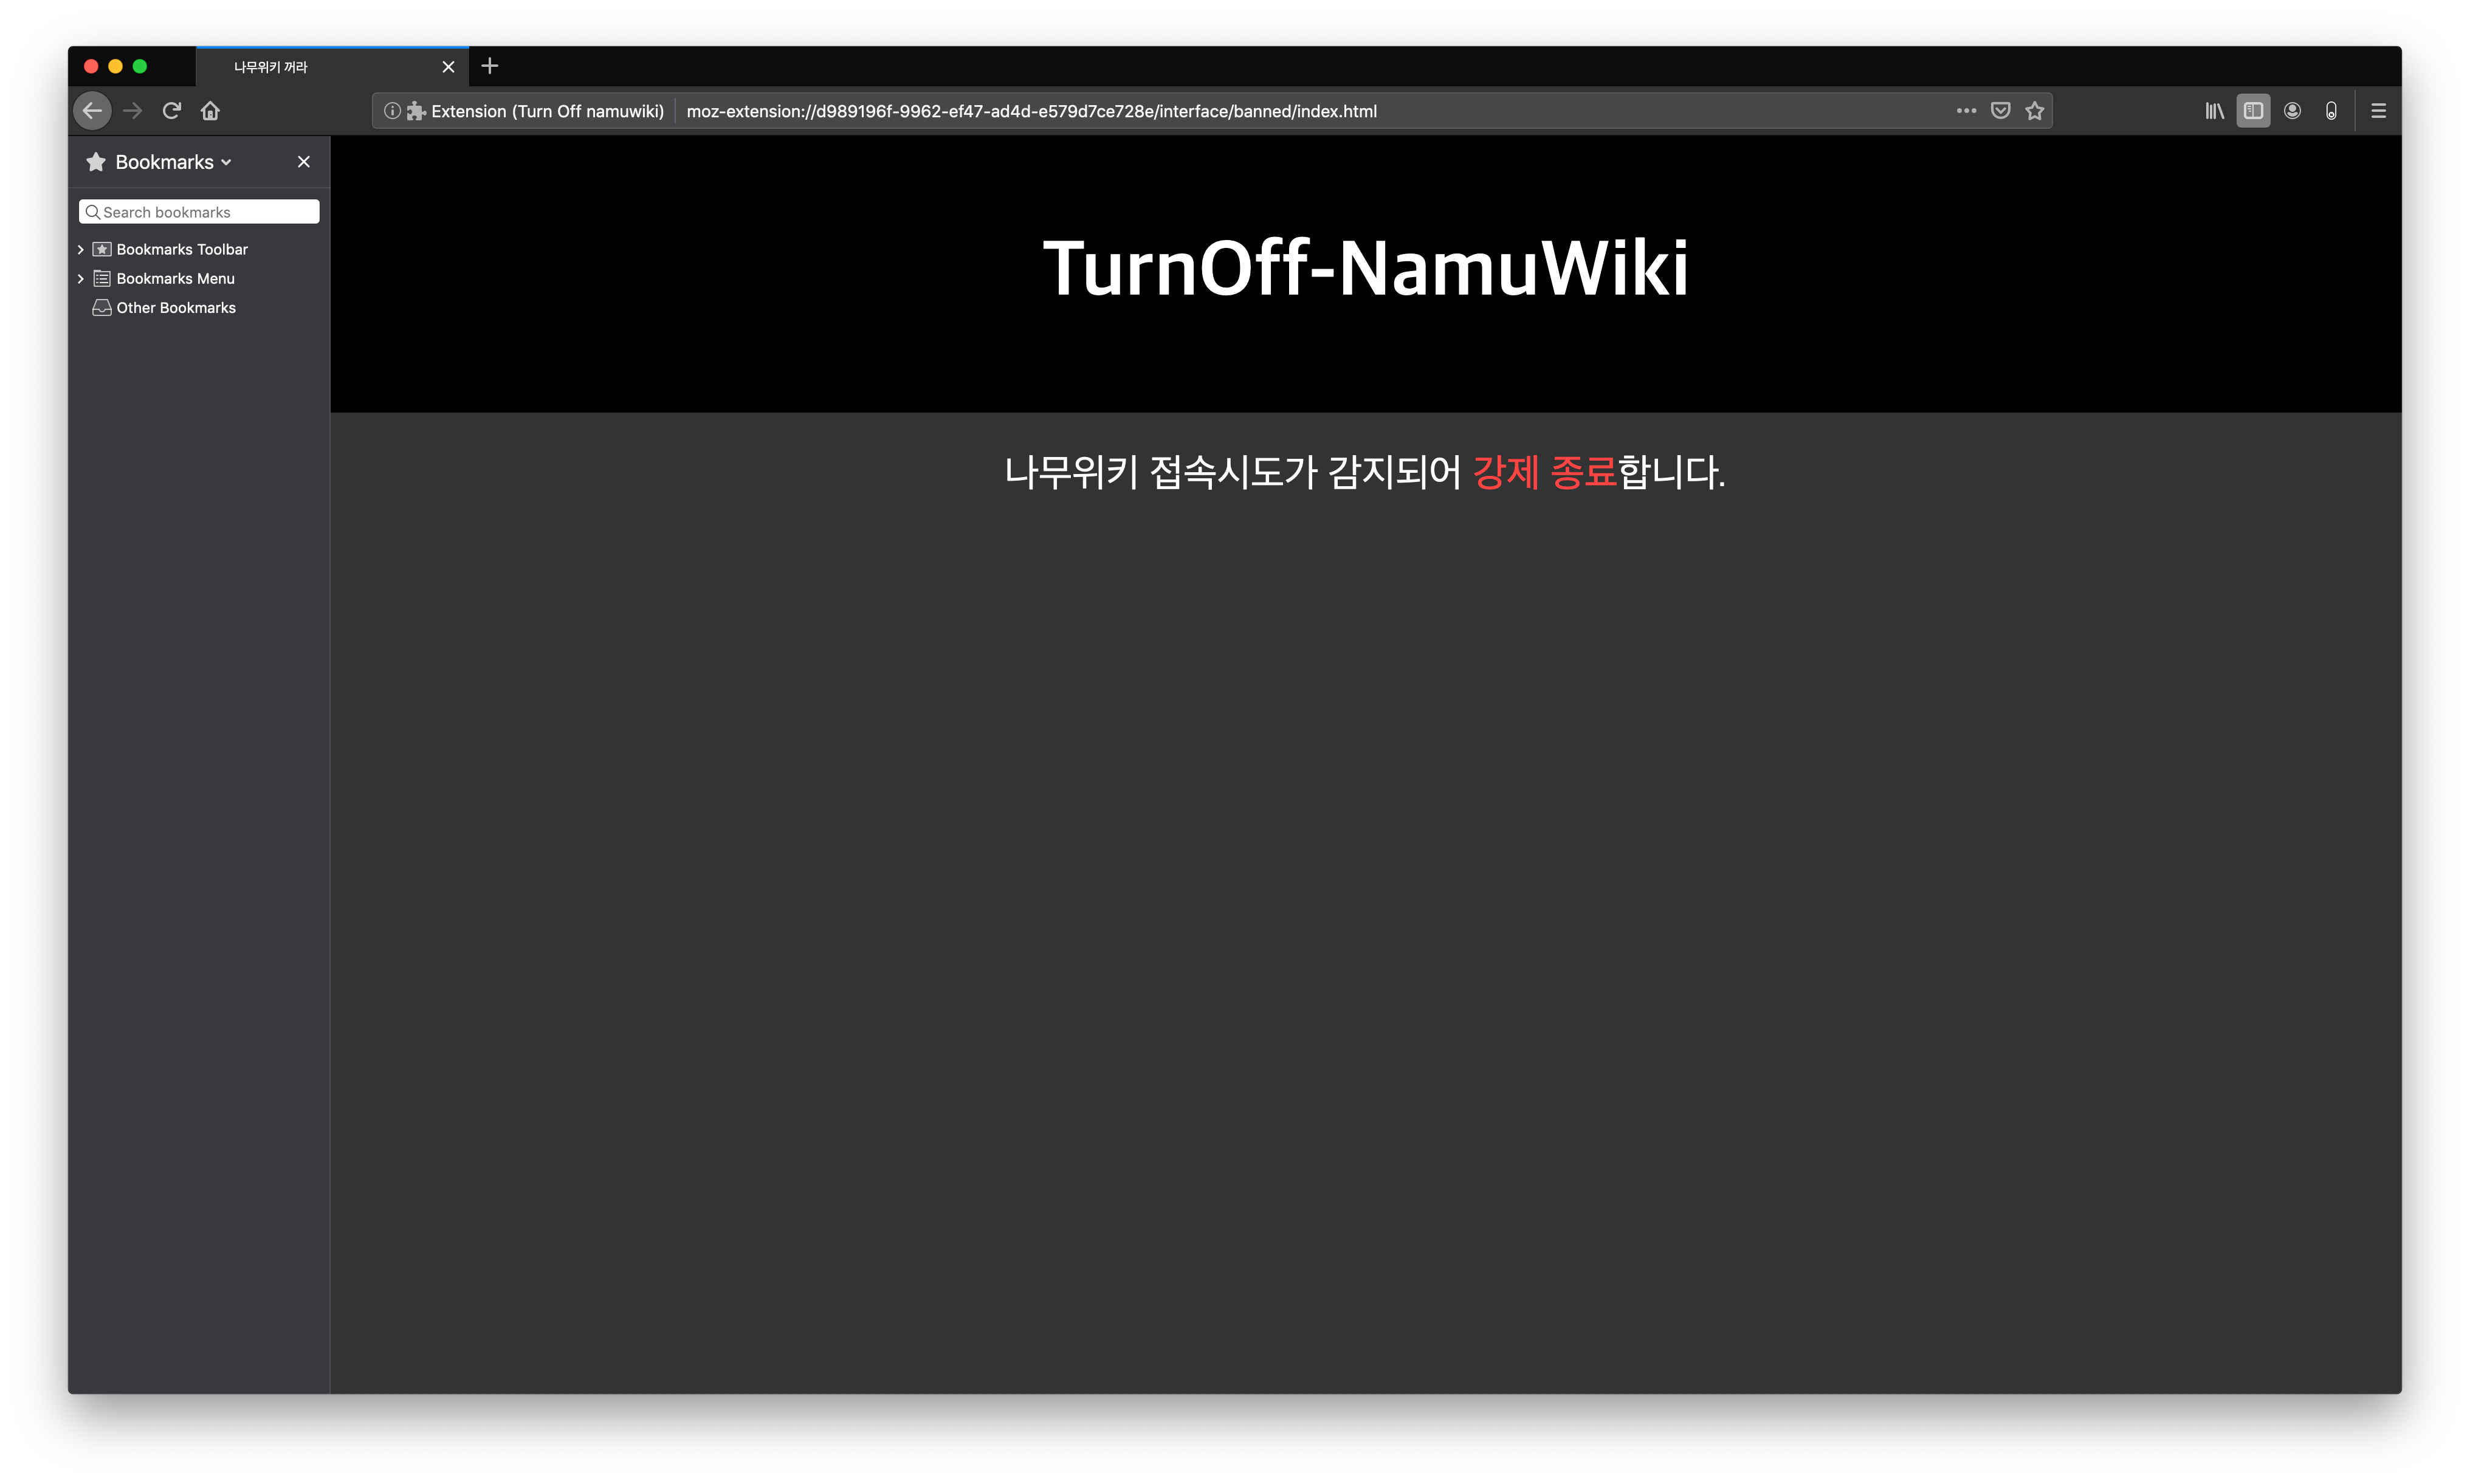 나무위키 꺼라
Extension (Turn Off namuwiki) moz-extension://d989196f-9962-ef47-ad4d-e579d7ce728e/interface/banned/index.html
Bookmarks
Search bookmarks
Bookmarks Toolbar
Bookmarks Menu
Other Bookmarks
TurnOff-NamuWiki
나무위키 접속시도가 감지되어 강제 종료합니다.